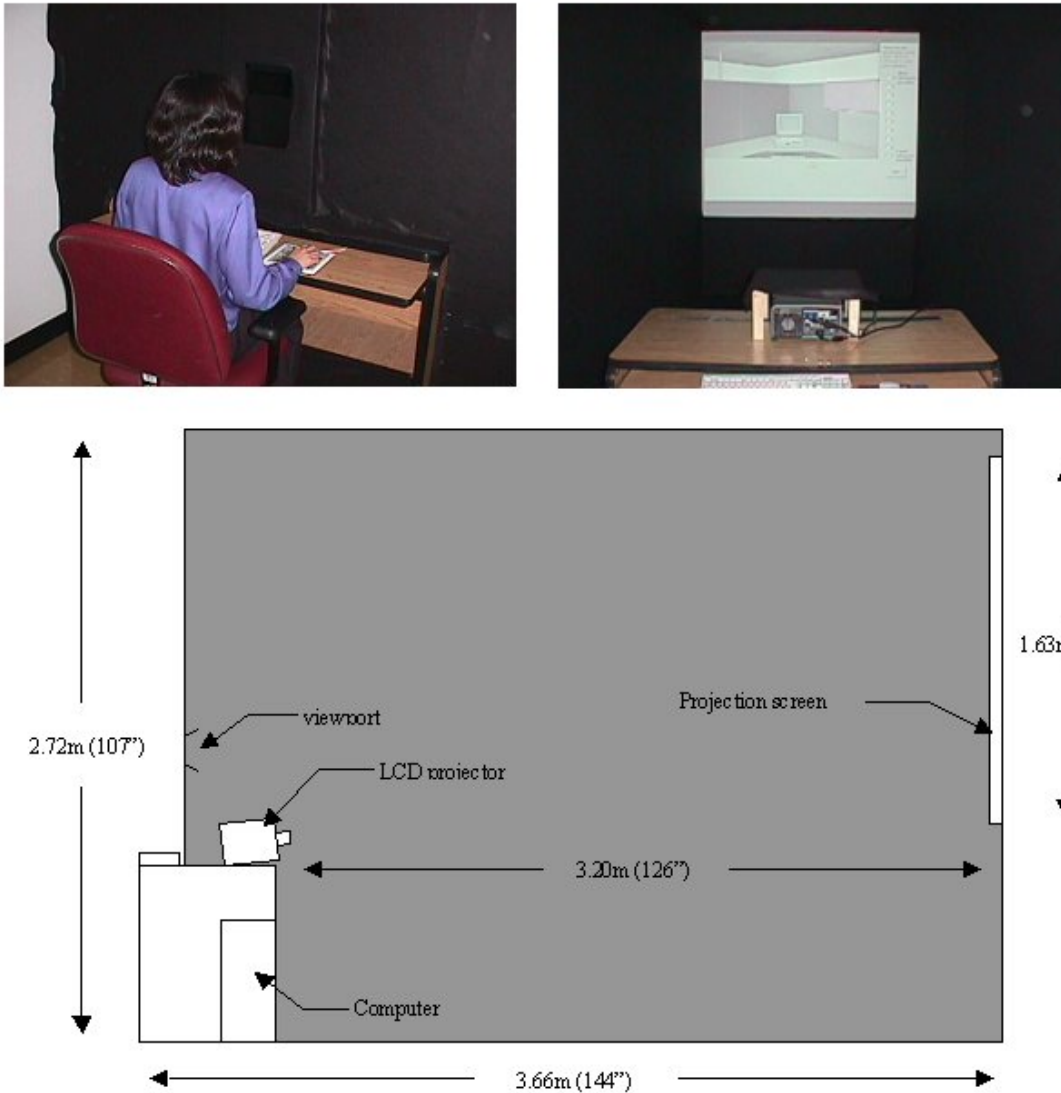 1.63m
Projection screen
viewport
2.72m (107”)
LCD projector
3.20m (126”)
Computer
3.66m (144”)